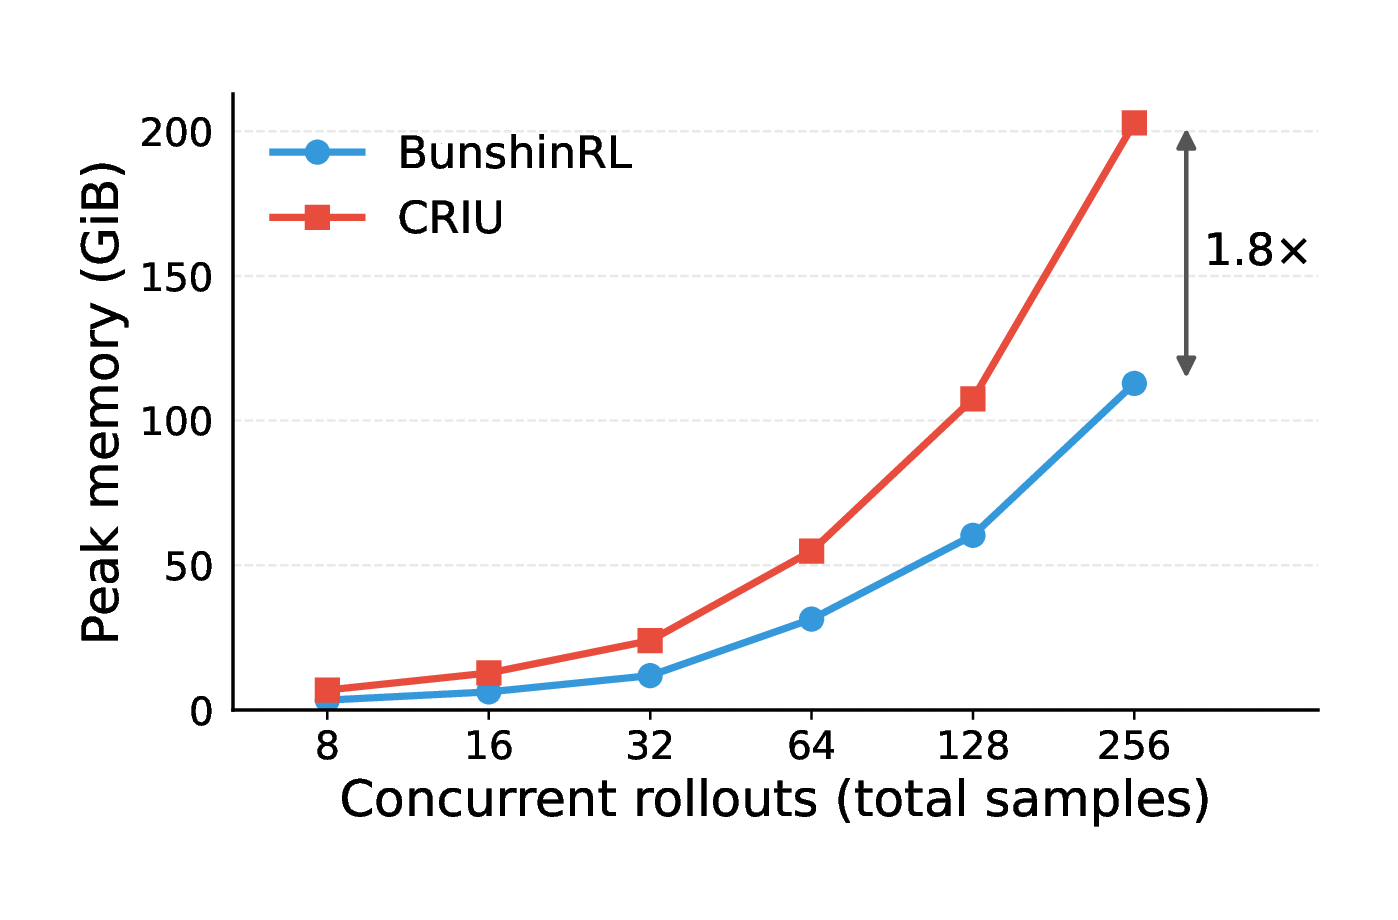 BunshinRL
CRIU
1.8×
Peak memory (GiB)
200
150
100
50
0
8 16 32 64 128 256
Concurrent rollouts (total samples)